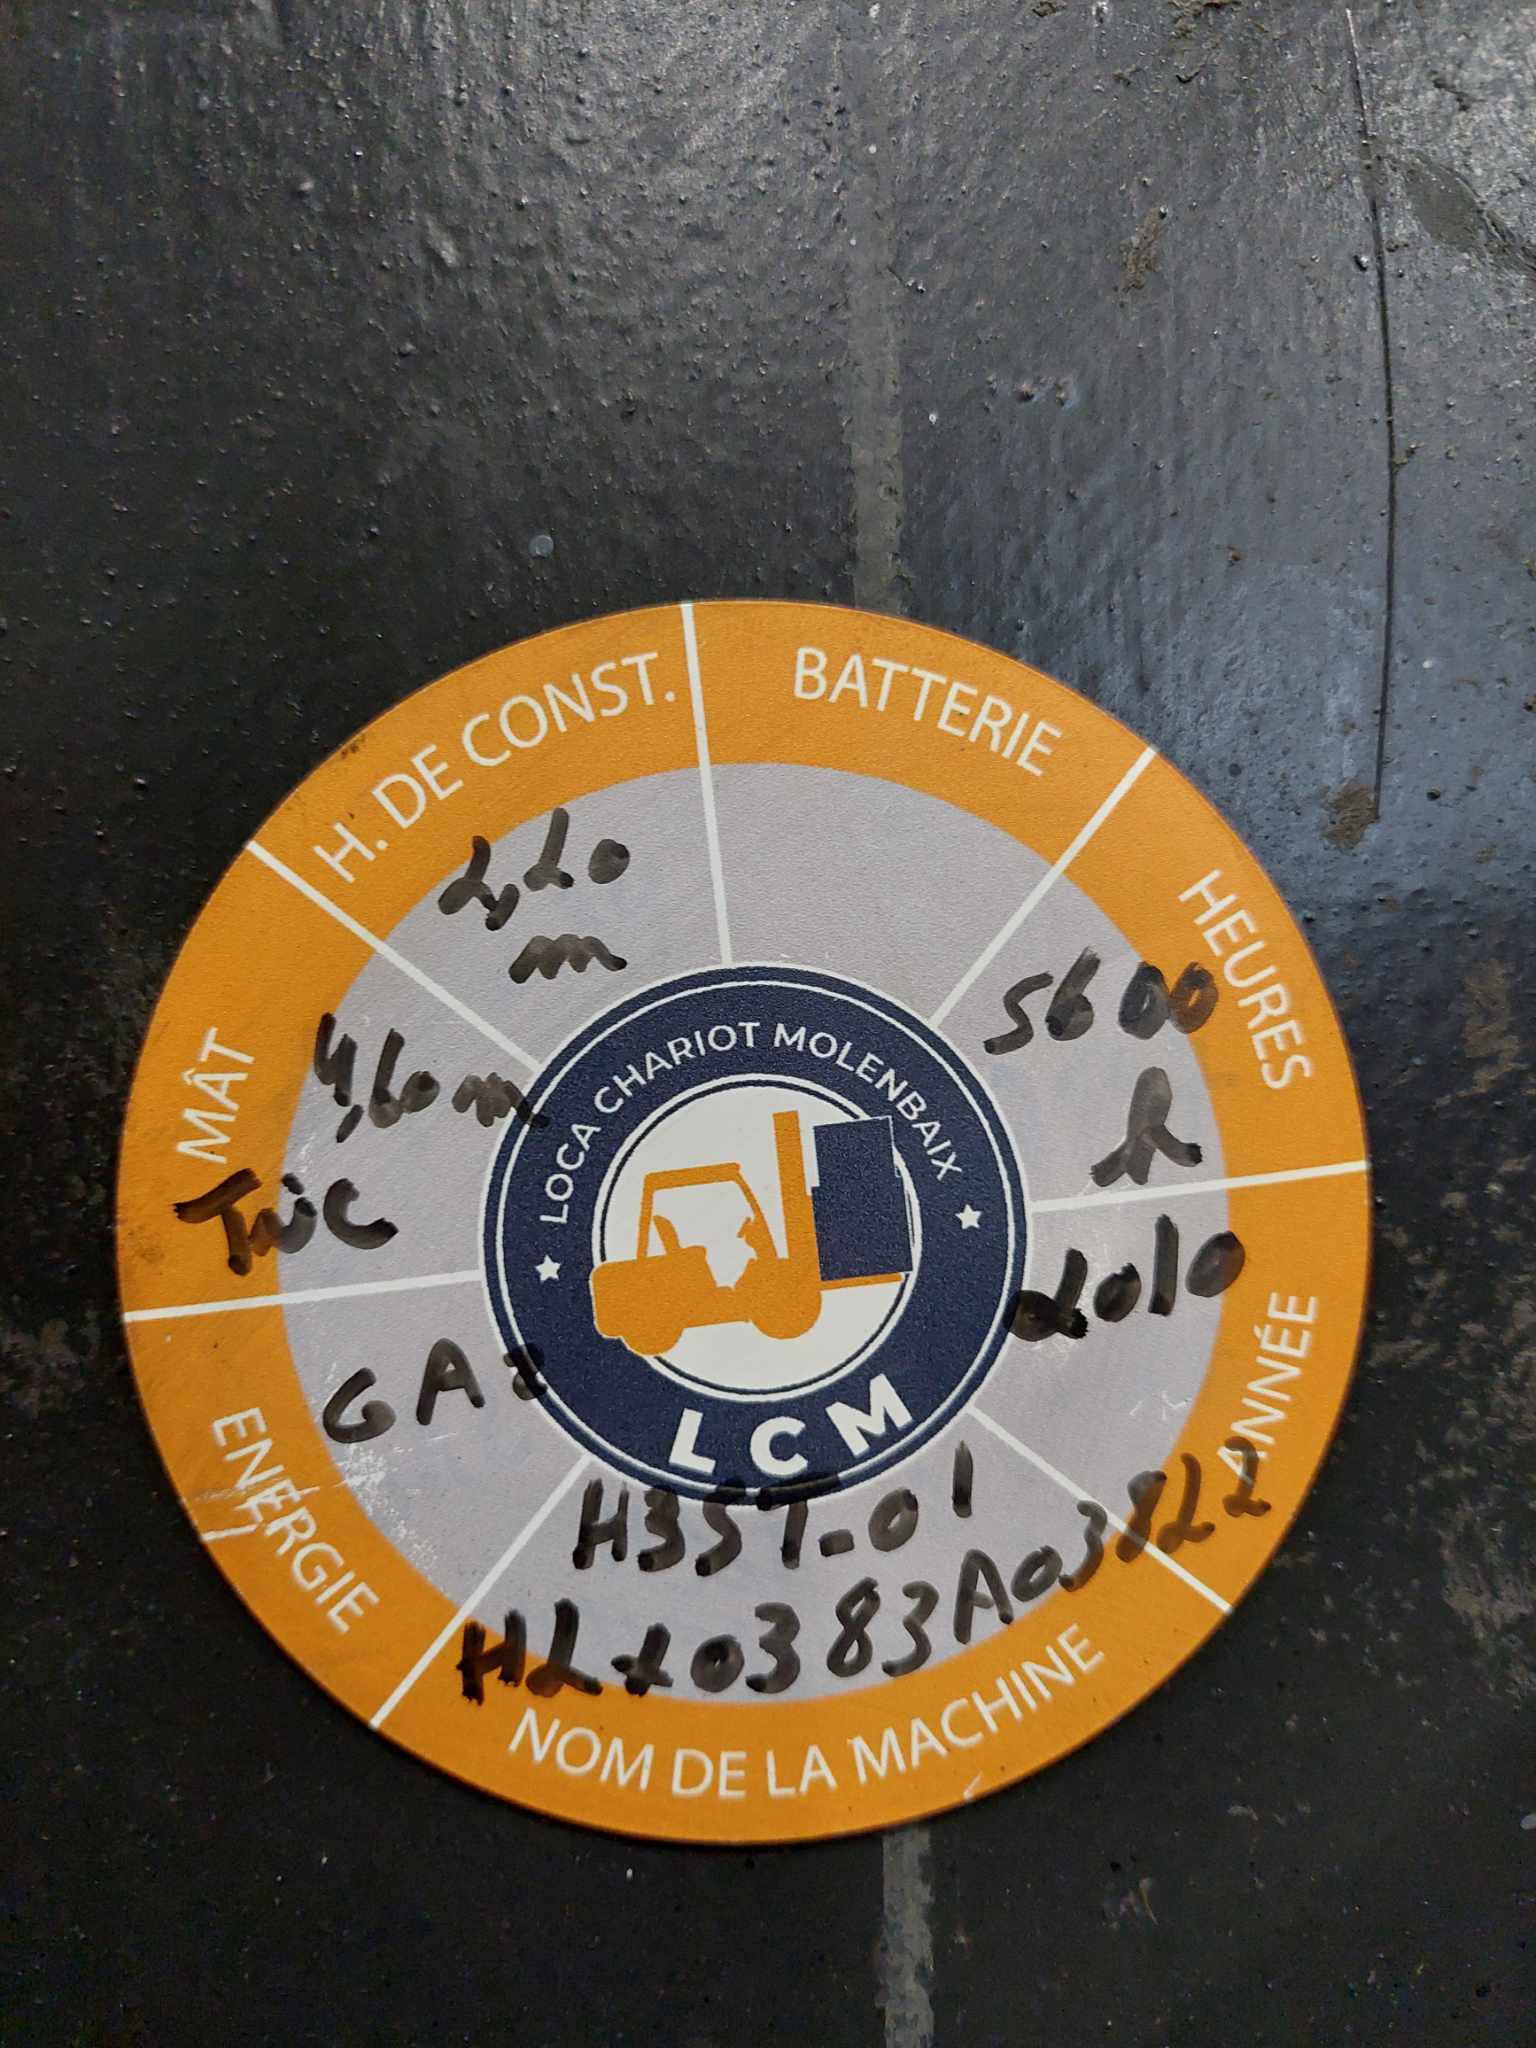 H. DE CONST.
2,20
m
BATTERIE
HEURES
5600
h
ANNÉE
2010
NOM DE LA MACHINE
H35T-01
H2X0383A03822
ENERGIE
GAZ
MÂT
4,60 m
LOCA CHARIOT MOLENBAIX
LCM